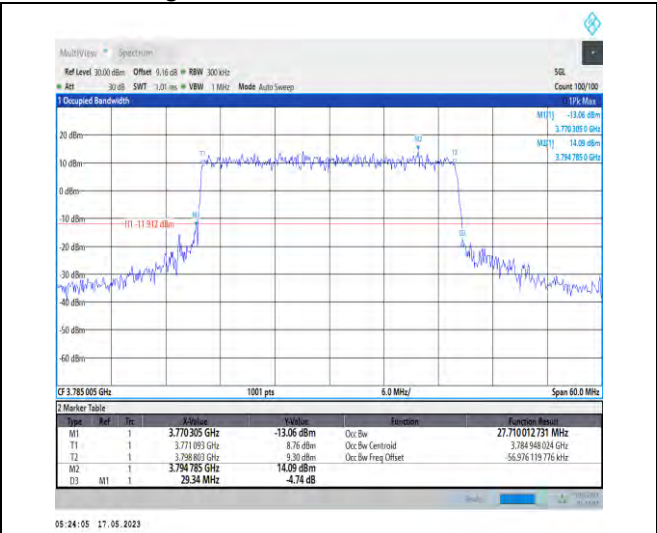 MultiView Spectrum
Ref Level 30.00 dBm Offset 9.16 dB RBW 300 kHz SGL
Att 30 dB SWT 1.01 ms VBW 1 MHz Mode Auto Sweep Count 100/100
1 Occupied Bandwidth 1Pk Max
M1[1] -13.06 dBm
3.770 305 0 GHz
20 dBm M2[1] 14.09 dBm
3.794 785 0 GHz
M2
T1 T2
10 dBm
0 dBm
-10 dBm
M1
H1 -11.912 dBm
D3
-20 dBm
-30 dBm
-40 dBm
-50 dBm
-60 dBm
CF 3.785 005 GHz 1001 pts 6.0 MHz/ Span 60.0 MHz
2 Marker Table
Type Ref Trc X-Value Y-Value Function Function Result
M1 1 3.770 305 GHz -13.06 dBm Occ Bw 27.710 012 731 MHz
T1 1 3.771 093 GHz 8.76 dBm Occ Bw Centroid 3.784 948 024 GHz
T2 1 3.798 803 GHz 9.30 dBm Occ Bw Freq Offset -56.976 119 776 kHz
M2 1 3.794 785 GHz 14.09 dBm
D3 M1 1 29.34 MHz -4.74 dB
05:24:05 17.05.2023